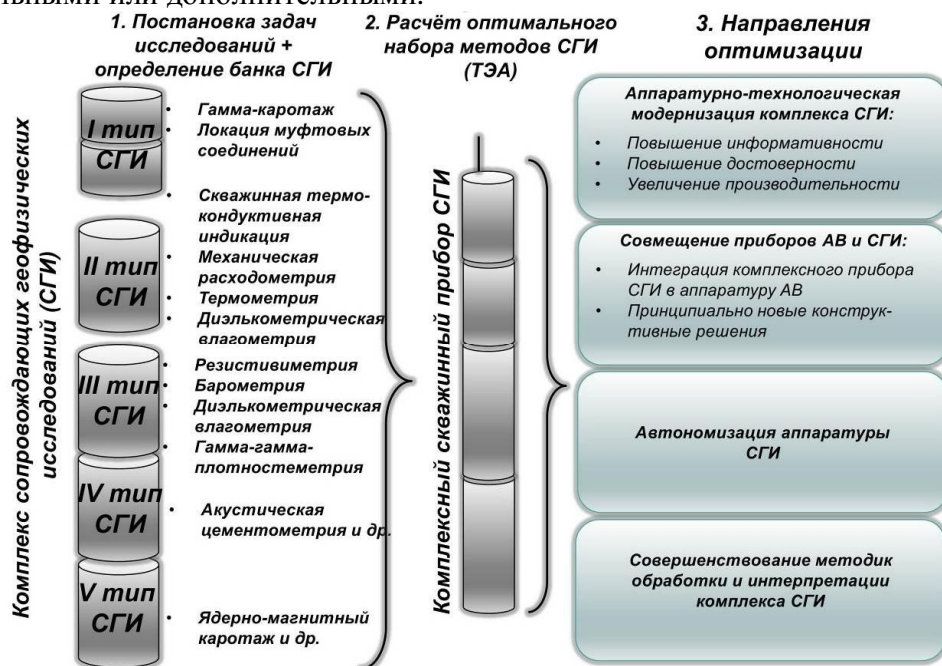 льными или дополнительными.
1. Постановка задач
исследований +
определение банка СГИ
2. Расчёт оптимального
набора методов СГИ
(ТЭА)
3. Направления
оптимизации
Комплекс сопровождающих геофизических
исследований (СГИ)
I тип
СГИ
• Гамма-каротаж
• Локация муфтовых
соединений
II тип
СГИ
• Скважинная термо-
кондуктивная
индикация
• Механическая
расходометрия
• Термометрия
• Диэлькометрическая
влагометрия
III тип
СГИ
• Резистивиметрия
• Барометрия
• Диэлькометрическая
влагометрия
• Гамма-гамма-
плотностеметрия
IV тип
СГИ
• Акустическая
цементометрия и др.
V тип
СГИ
• Ядерно-магнитный
каротаж и др.
Комплексный скважинный прибор СГИ
Аппаратурно-технологическая
модернизация комплекса СГИ:
• Повышение информативности
• Повышение достоверности
• Увеличение производительности
Совмещение приборов АВ и СГИ:
• Интеграция комплексного прибора
СГИ в аппаратуру АВ
• Принципиально новые конструк-
тивные решения
Автономизация аппаратуры
СГИ
Совершенствование методик
обработки и интерпретации
комплекса СГИ